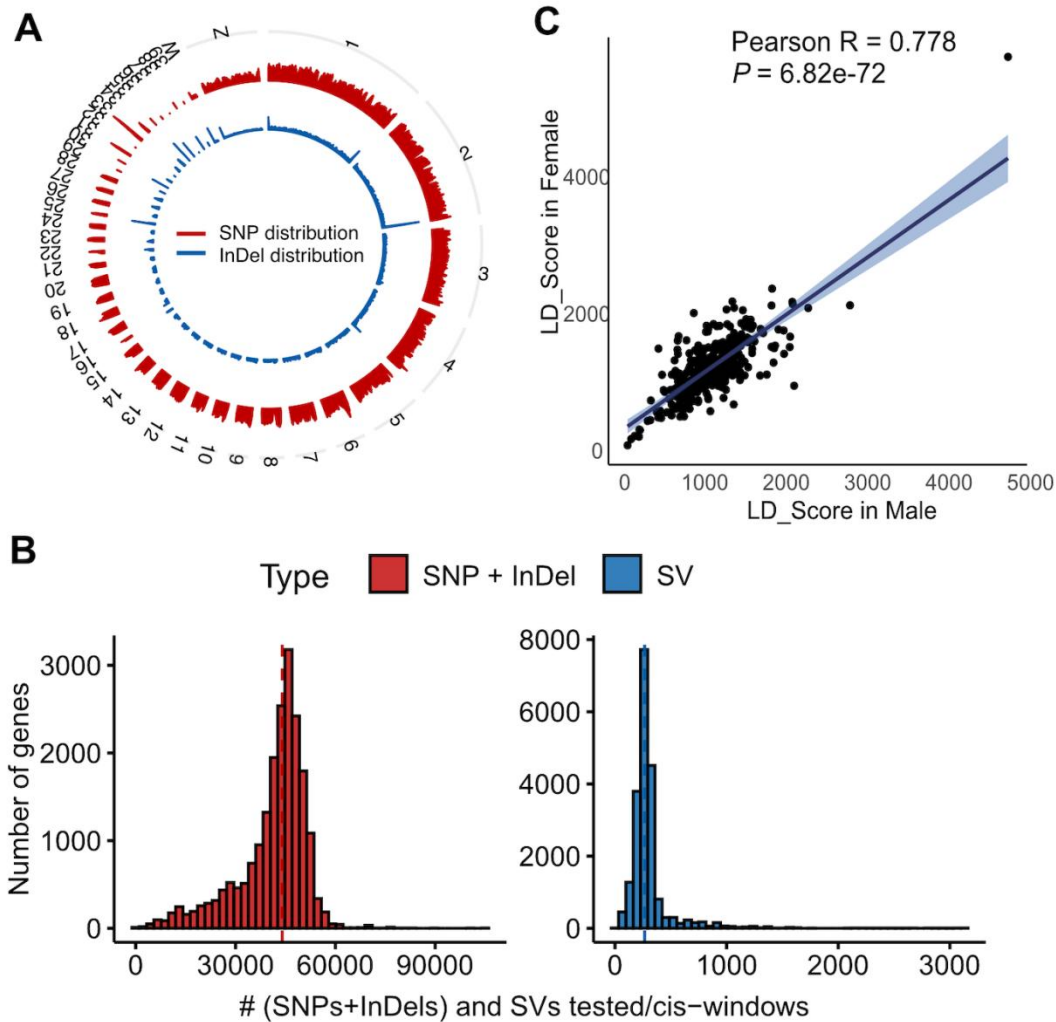 A
Z
1
2
3
4
5
6
7
8
9
10
11
12
13
14
15
16
17
18
19
20
21
SNP distribution
InDel distribution
C
Pearson R = 0.778
P = 6.82e-72
LD_Score in Female
4000
2000
0
0 1000 2000 3000 4000 5000
LD_Score in Male
B
Type SNP + InDel SV
Number of genes
3000
2000
1000
0
0 30000 60000 90000
8000
6000
4000
2000
0
0 1000 2000 3000
# (SNPs+InDels) and SVs tested/cis−windows